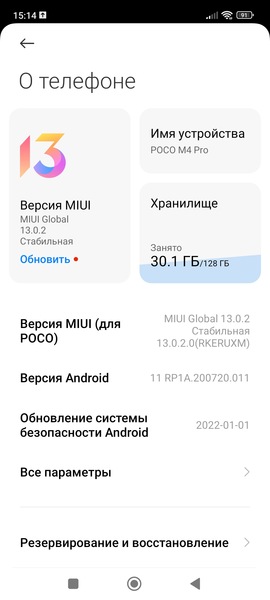 15:14
91
О телефоне
13
Версия MIUI
MIUI Global
13.0.2
Стабильная
Обновить
Имя устройства
POCO M4 Pro
Хранилище
Занято
30.1 ГБ/128 ГБ
Версия MIUI (для
POCO)
MIUI Global 13.0.2
Стабильная
13.0.2.0(RKERUXM)
Версия Android
11 RP1A.200720.011
Обновление системы
безопасности Android
2022-01-01
Все параметры
Резервирование и восстановление